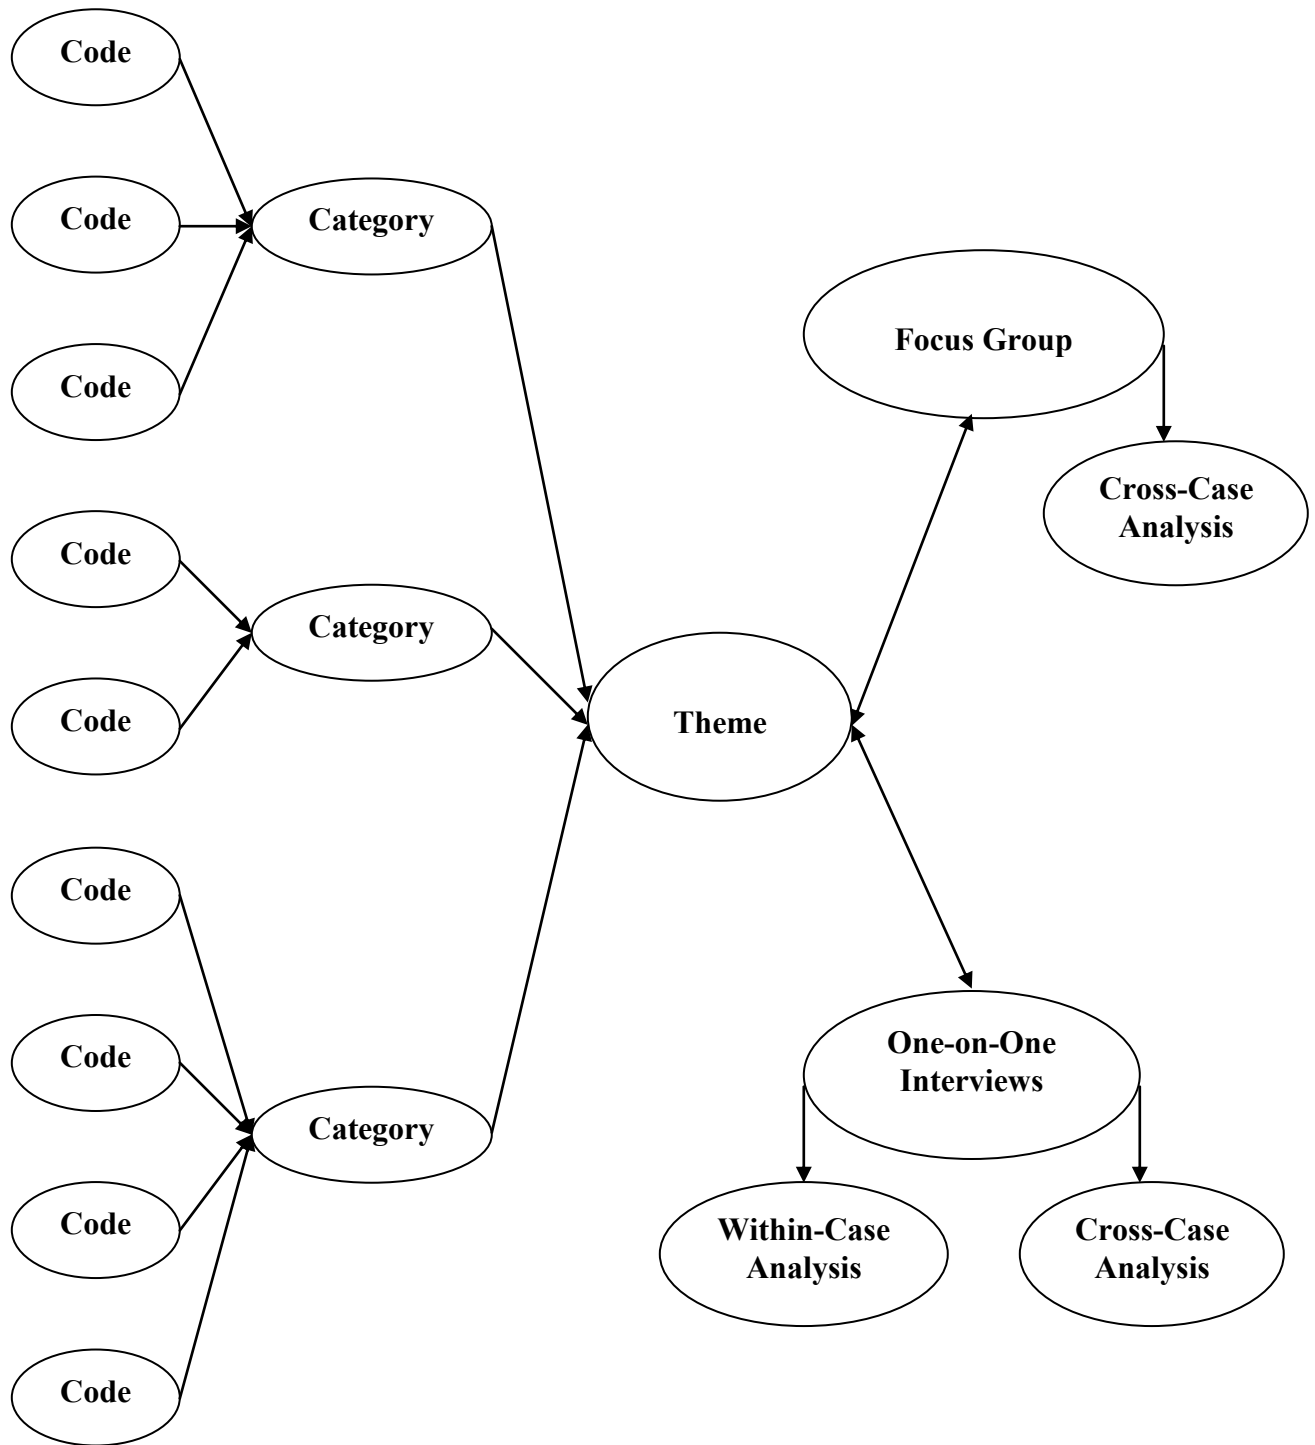 Code
Code
Category
Code
Focus Group
Cross-Case
Analysis
Code
Category
Code
Theme
Code
Code
One-on-One
Interviews
Category
Code
Within-Case
Analysis
Cross-Case
Analysis
Code